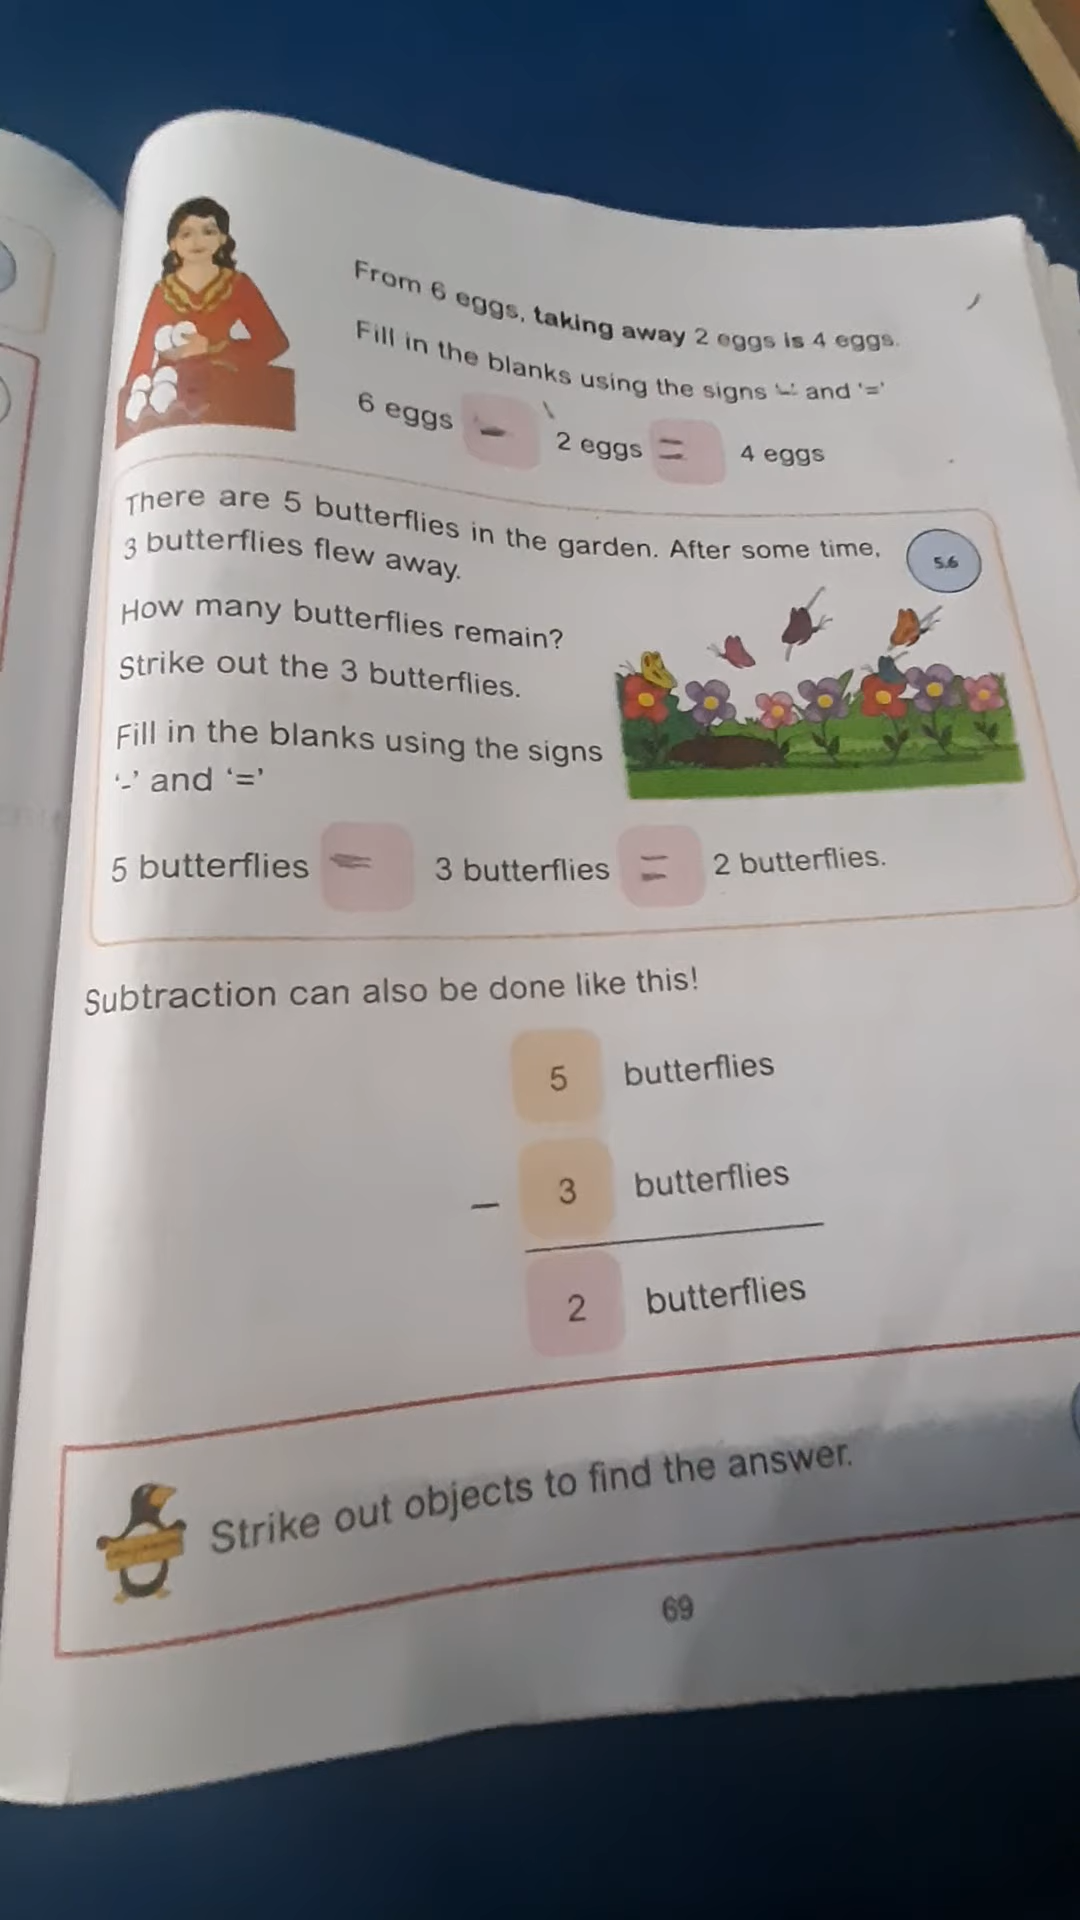 From 6 eggs, taking away 2 eggs is 4 eggs.
Fill in the blanks using the signs '-' and '='
6 eggs - 2 eggs = 4 eggs
There are 5 butterflies in the garden. After some time,
3 butterflies flew away.
5.6
How many butterflies remain?
Strike out the 3 butterflies.
Fill in the blanks using the signs
'-' and '='
5 butterflies - 3 butterflies = 2 butterflies.
Subtraction can also be done like this!
5 butterflies
- 3 butterflies
2 butterflies
Strike out objects to find the answer.
69